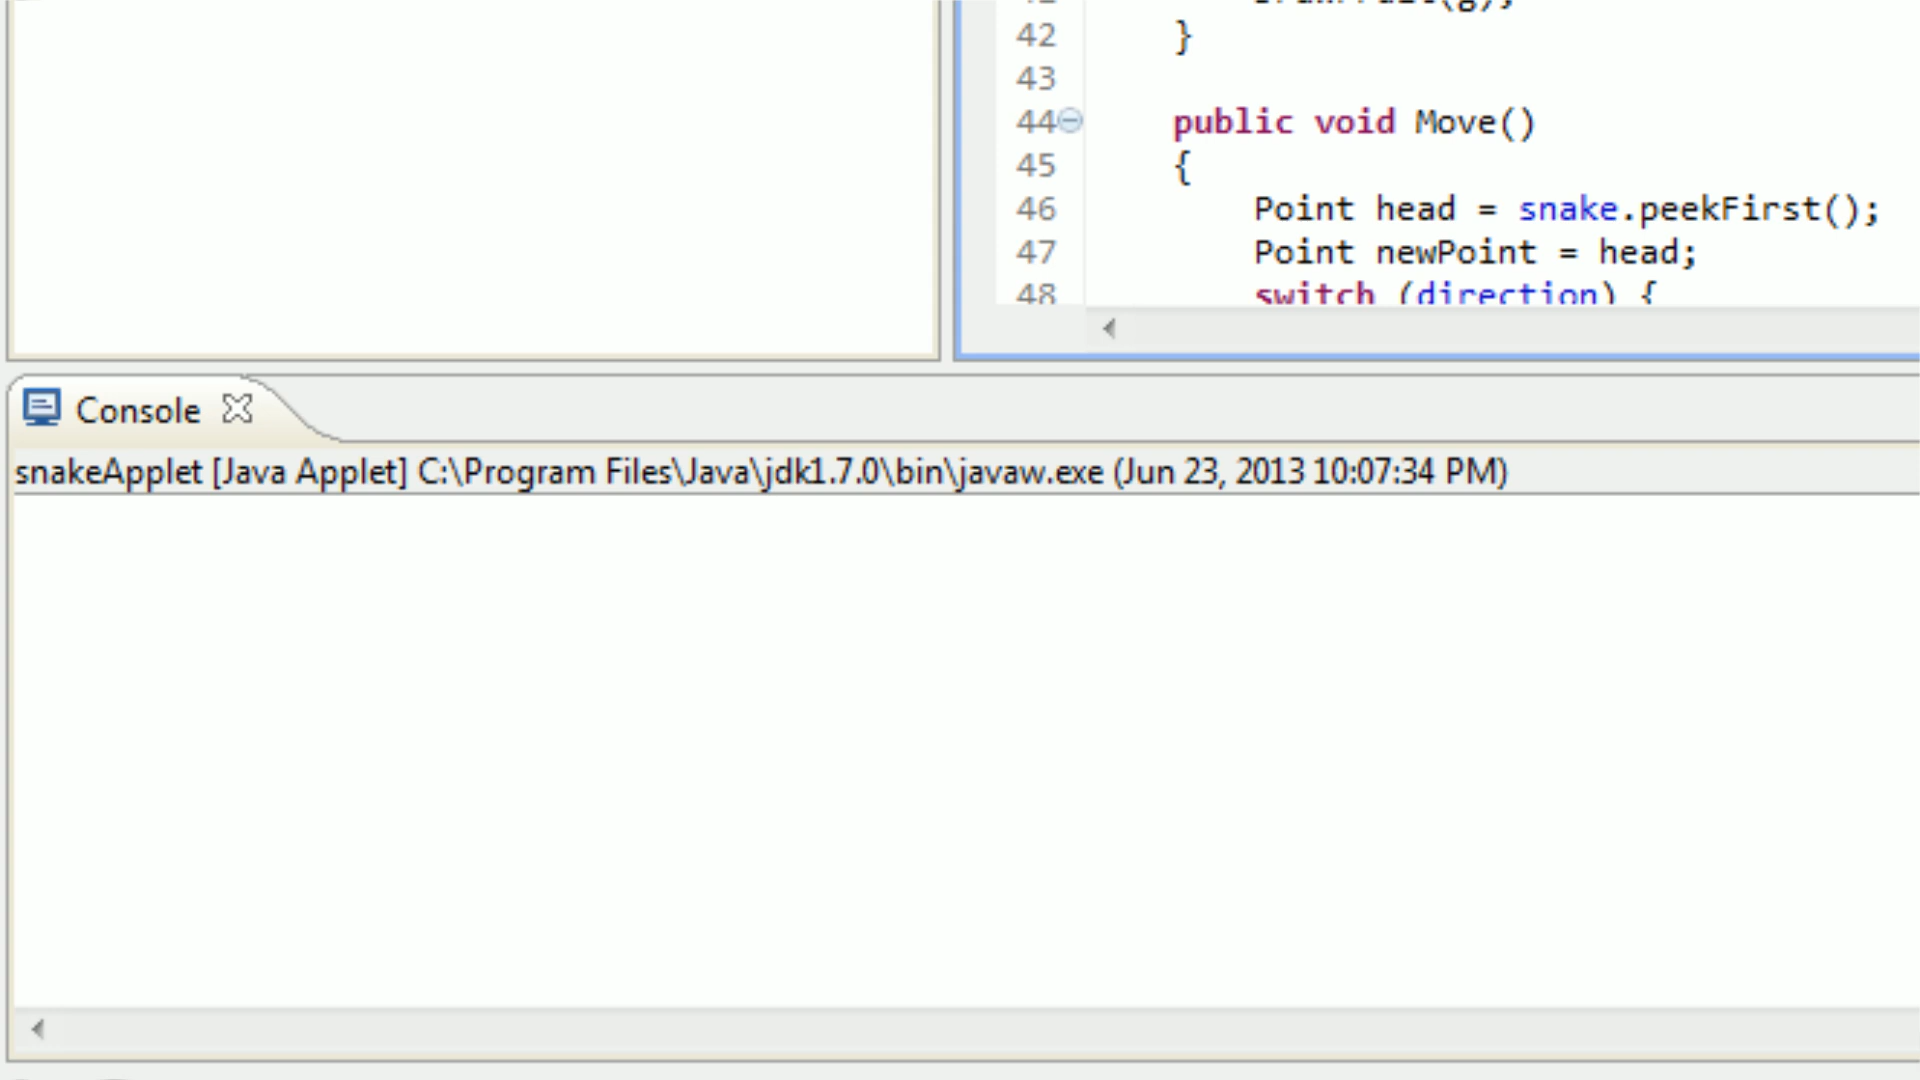 42 }
43
44 public void Move()
45 {
46 Point head = snake.peekFirst();
47 Point newPoint = head;
48 switch (direction) {
Console
snakeApplet [Java Applet] C:\Program Files\Java\jdk1.7.0\bin\javaw.exe (Jun 23, 2013 10:07:34 PM)